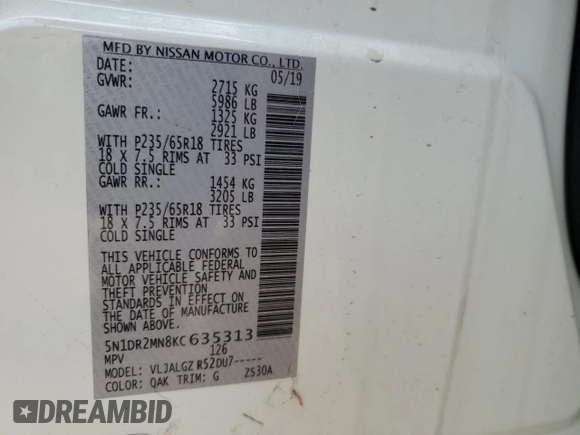 MFD BY NISSAN MOTOR CO., LTD.
DATE: 05/19
GVWR: 2715 KG
5986 LB
GAWR FR.: 1325 KG
2921 LB
WITH P235/65R18 TIRES
18 X 7.5 RIMS AT 33 PSI
COLD SINGLE
GAWR RR.: 1454 KG
3205 LB
WITH P235/65R18 TIRES
18 X 7.5 RIMS AT 33 PSI
COLD SINGLE
THIS VEHICLE CONFORMS TO
ALL APPLICABLE FEDERAL
MOTOR VEHICLE SAFETY AND
THEFT PREVENTION
STANDARDS IN EFFECT ON
THE DATE OF MANUFACTURE
SHOWN ABOVE.
5N1DR2MN8KC635313
MPV 126
MODEL: VLJALGZ R52DU7-----
COLOR: QAK TRIM: G ZS30A
DREAMBID